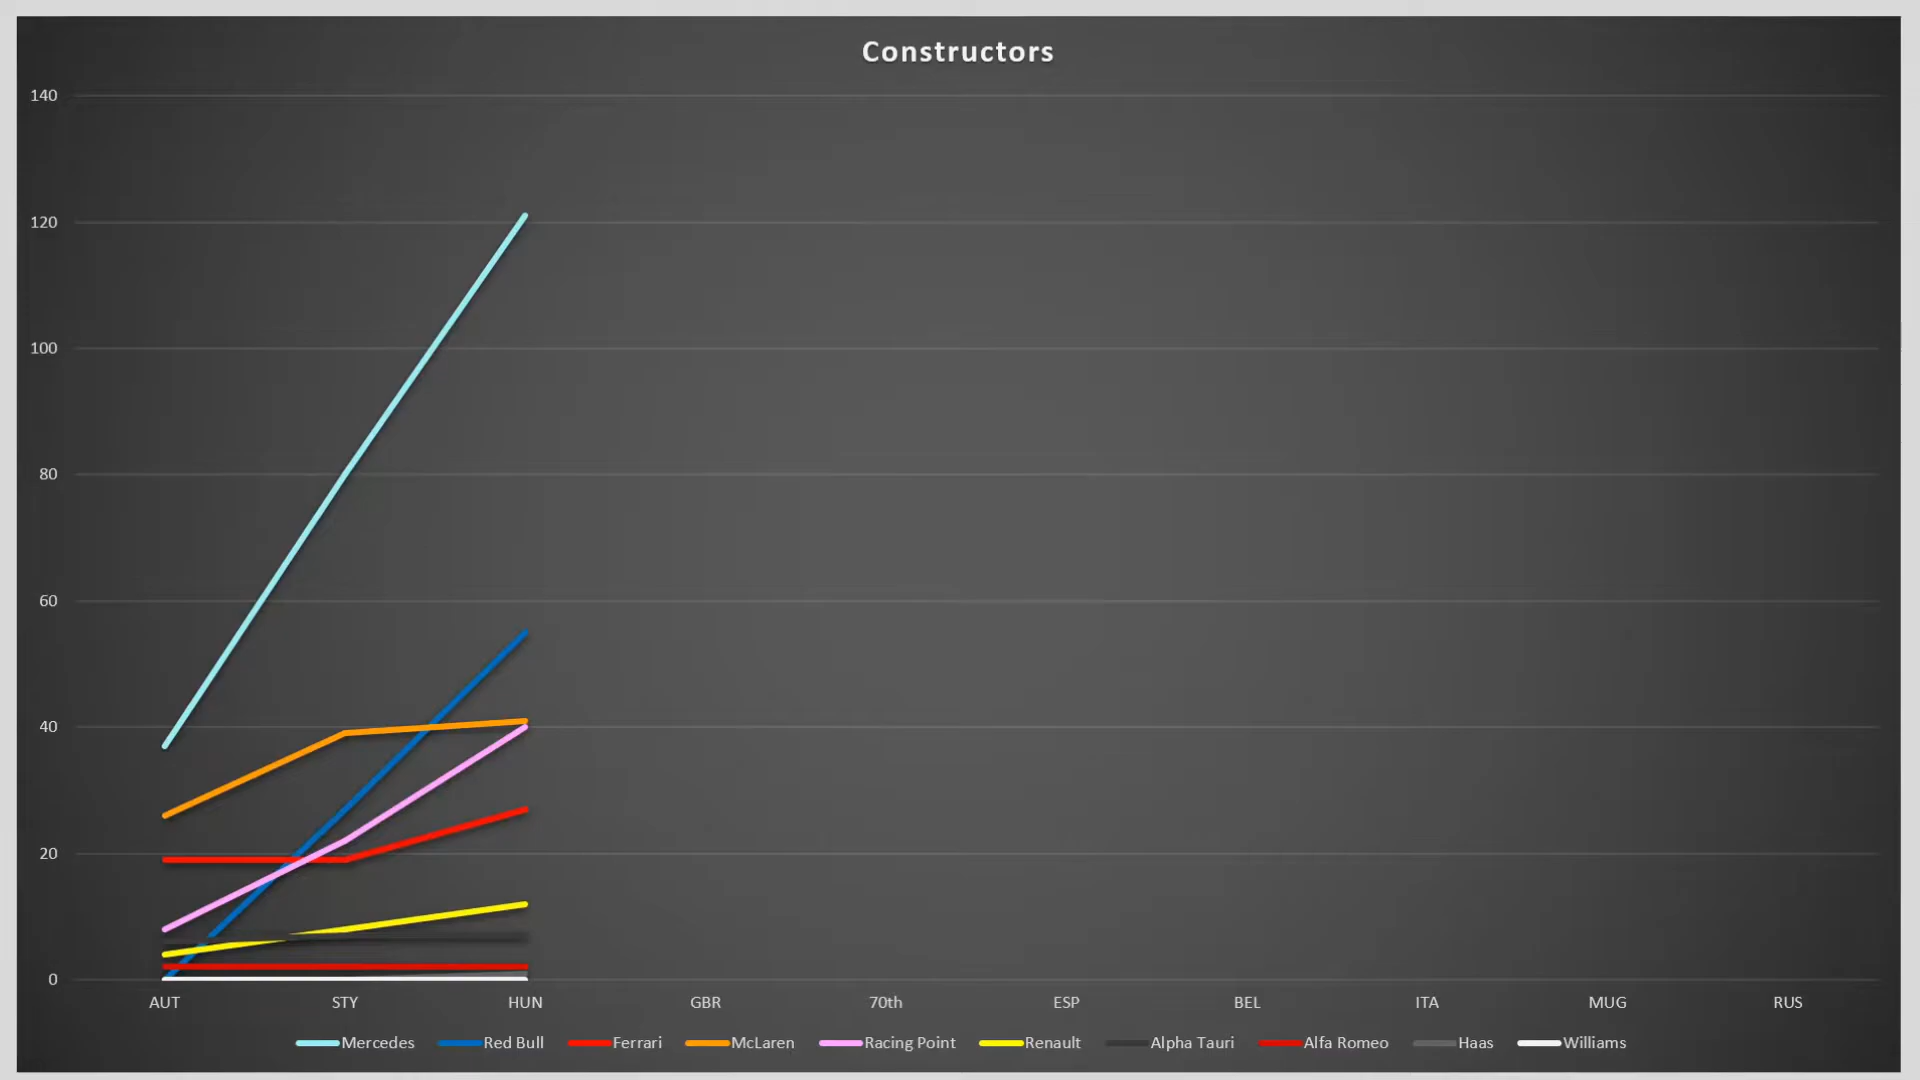 Constructors
140
120
100
80
60
40
20
0
AUT STY HUN GBR 70th ESP BEL ITA MUG RUS
Mercedes Red Bull Ferrari McLaren Racing Point Renault Alpha Tauri Alfa Romeo Haas Williams